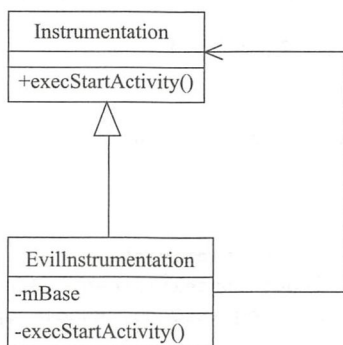 Instrumentation
+execStartActivity()
EvilInstrumentation
-mBase
-execStartActivity()